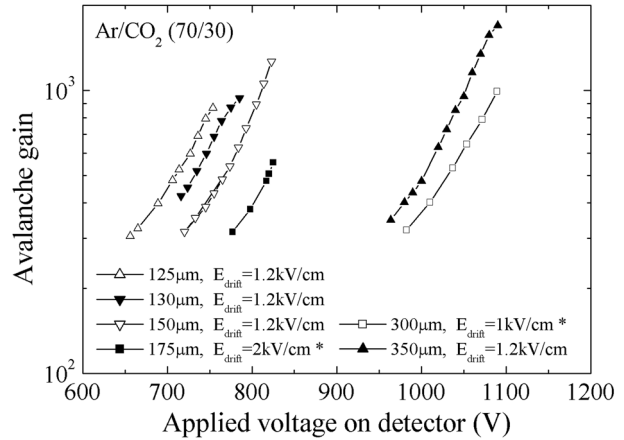 Ar/CO2 (70/30)
10^3
10^2
Avalanche gain
125μm, Edrift=1.2kV/cm
130μm, Edrift=1.2kV/cm
150μm, Edrift=1.2kV/cm
175μm, Edrift=2kV/cm *
300μm, Edrift=1kV/cm *
350μm, Edrift=1.2kV/cm
600 700 800 900 1000 1100 1200
Applied voltage on detector (V)